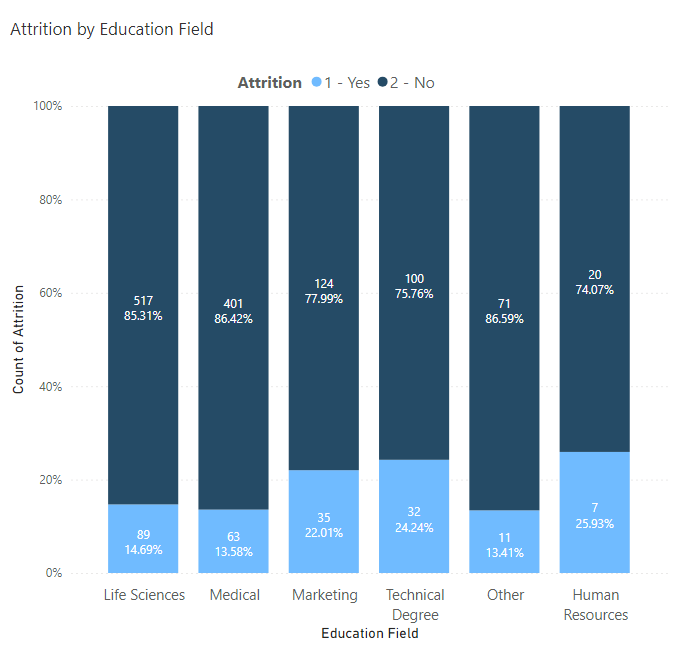 Attrition by Education Field
Attrition 1 - Yes 2 - No
100%
80%
60%
40%
20%
0%
Count of Attrition
517
85.31%
401
86.42%
124
77.99%
100
75.76%
71
86.59%
20
74.07%
89
14.69%
63
13.58%
35
22.01%
32
24.24%
11
13.41%
7
25.93%
Life Sciences
Medical
Marketing
Technical
Degree
Other
Human
Resources
Education Field